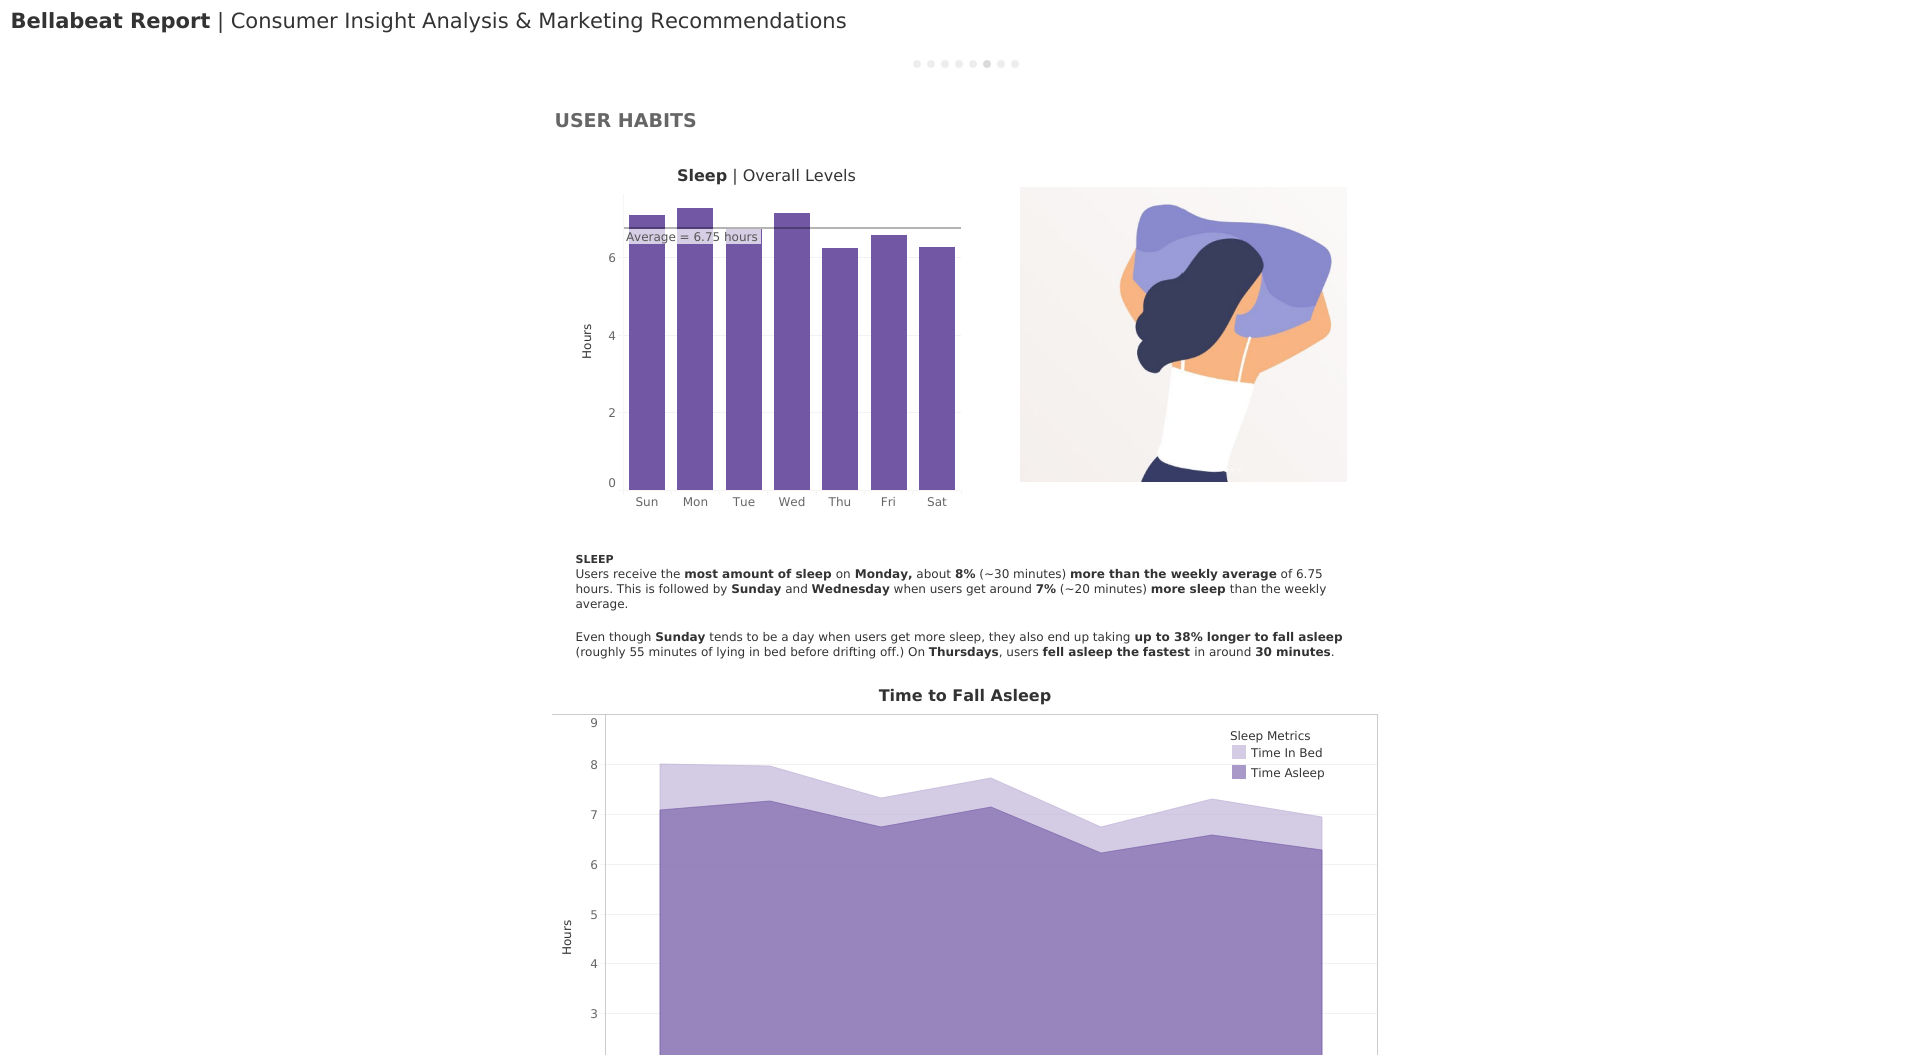 Bellabeat Report | Consumer Insight Analysis & Marketing Recommendations
USER HABITS
Sleep | Overall Levels
Average = 6.75 hours
6
4
2
0
Hours
Sun Mon Tue Wed Thu Fri Sat
SLEEP
Users receive the most amount of sleep on Monday, about 8% (~30 minutes) more than the weekly average of 6.75
hours. This is followed by Sunday and Wednesday when users get around 7% (~20 minutes) more sleep than the weekly
average.
Even though Sunday tends to be a day when users get more sleep, they also end up taking up to 38% longer to fall asleep
(roughly 55 minutes of lying in bed before drifting off.) On Thursdays, users fell asleep the fastest in around 30 minutes.
Time to Fall Asleep
Sleep Metrics
Time In Bed
Time Asleep
9
8
7
6
5
4
3
Hours